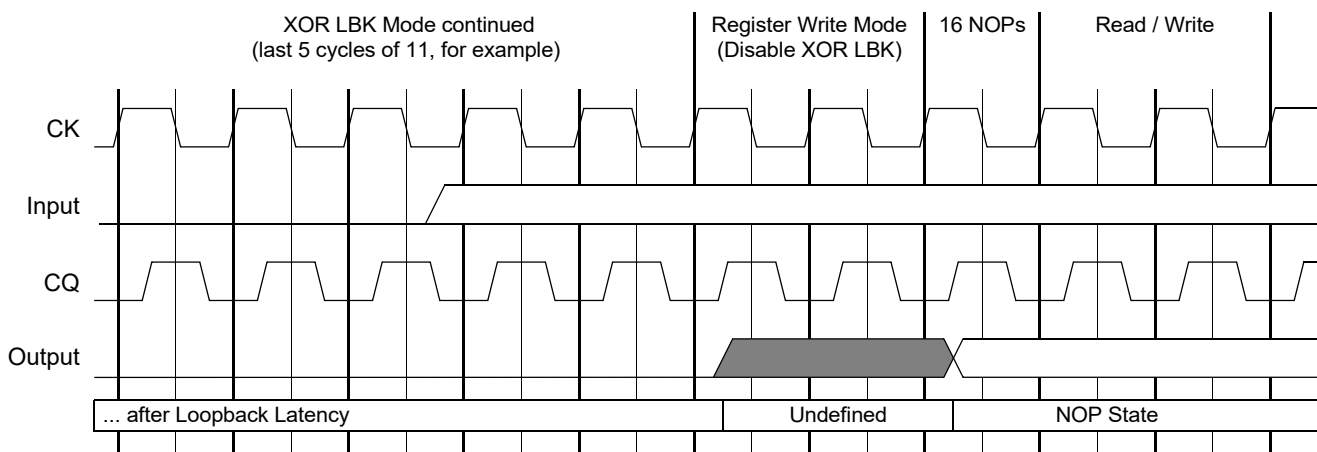 XOR LBK Mode continued
(last 5 cycles of 11, for example)
Register Write Mode
(Disable XOR LBK)
16 NOPs
Read / Write
CK
Input
CQ
Output
... after Loopback Latency
Undefined
NOP State